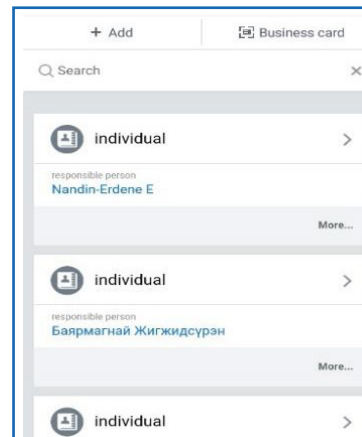 + Add
Business card
Search
individual
responsible person
Nandin-Erdene E
More...
individual
responsible person
Баярмагнай Жигжидсүрэн
More...
individual